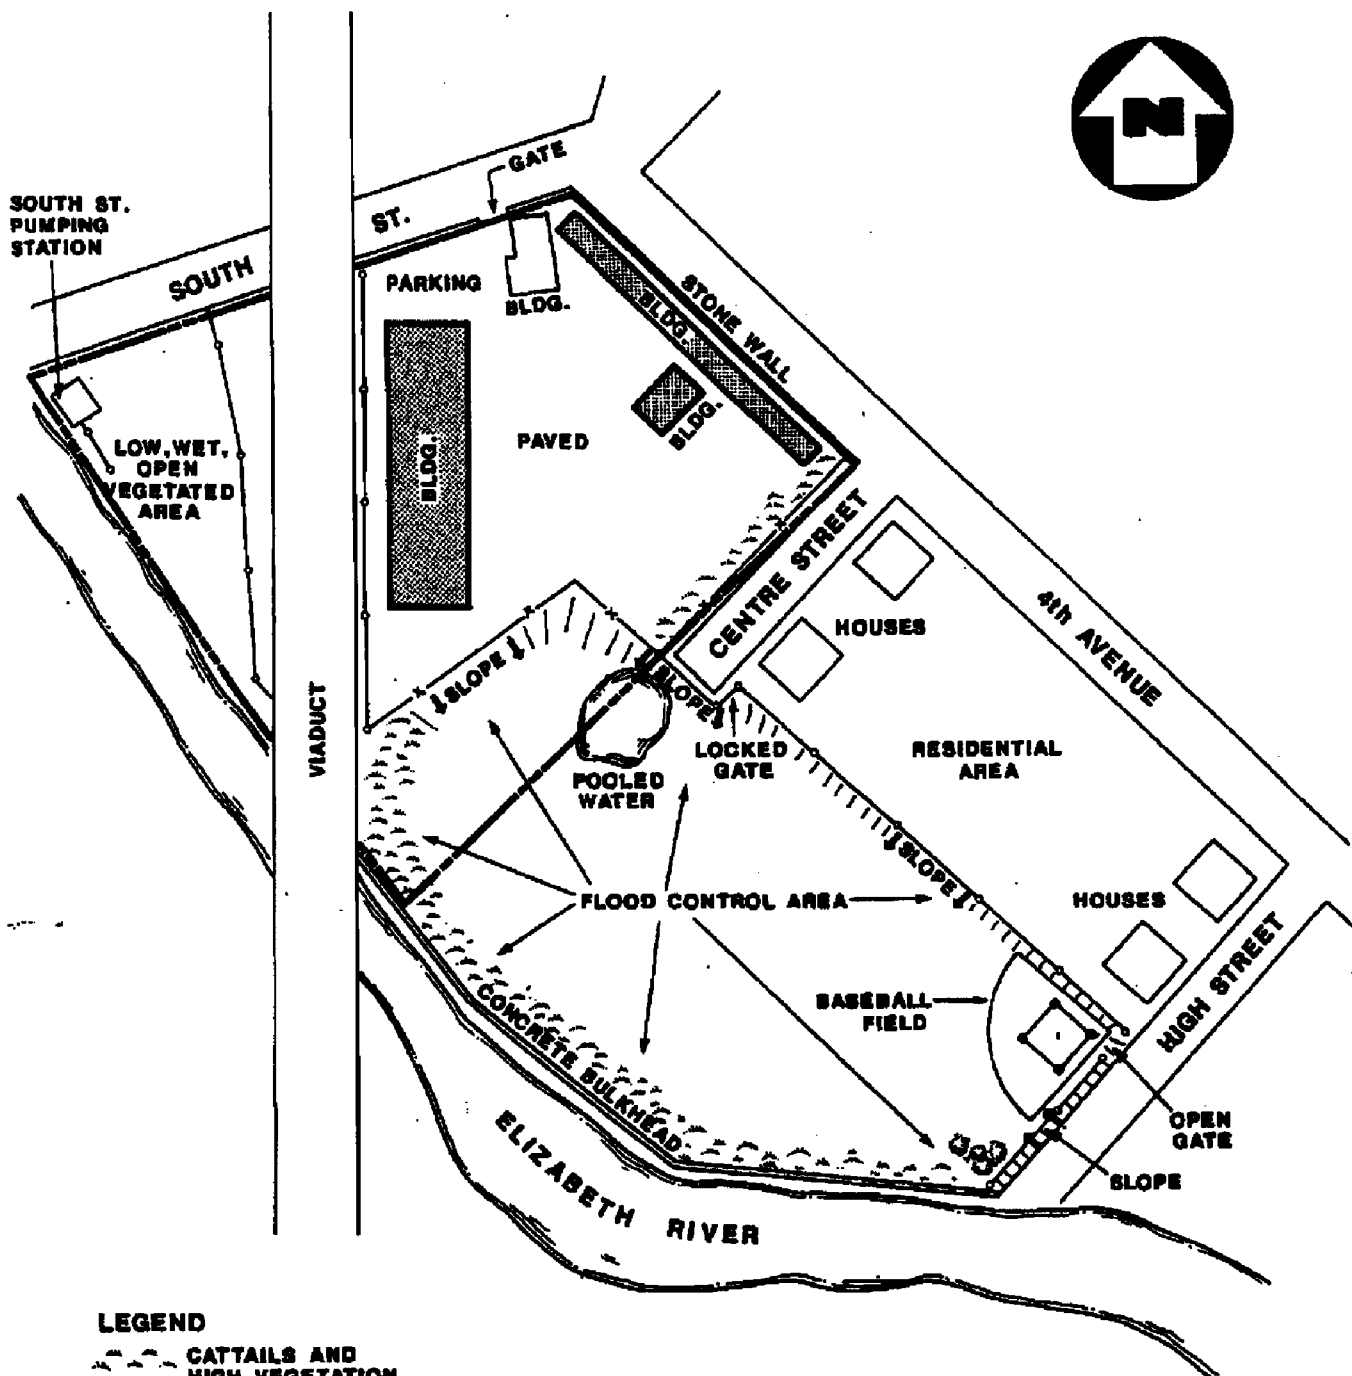 N
GATE
SOUTH ST.
PUMPING
STATION
ST.
SOUTH
PARKING
BLDG.
STONE WALL
BLDG.
BLDG.
BLDG.
PAVED
LOW, WET,
OPEN
VEGETATED
AREA
CENTRE STREET
4th AVENUE
HOUSES
SLOPE
SLOPE
VIADUCT
LOCKED
GATE
RESIDENTIAL
AREA
POOLED
WATER
SLOPE
FLOOD CONTROL AREA
HOUSES
HIGH STREET
BASEBALL
FIELD
CONCRETE BULKHEAD
OPEN
GATE
SLOPE
ELIZABETH RIVER
LEGEND
CATTAILS AND
HIGH VEGETATION